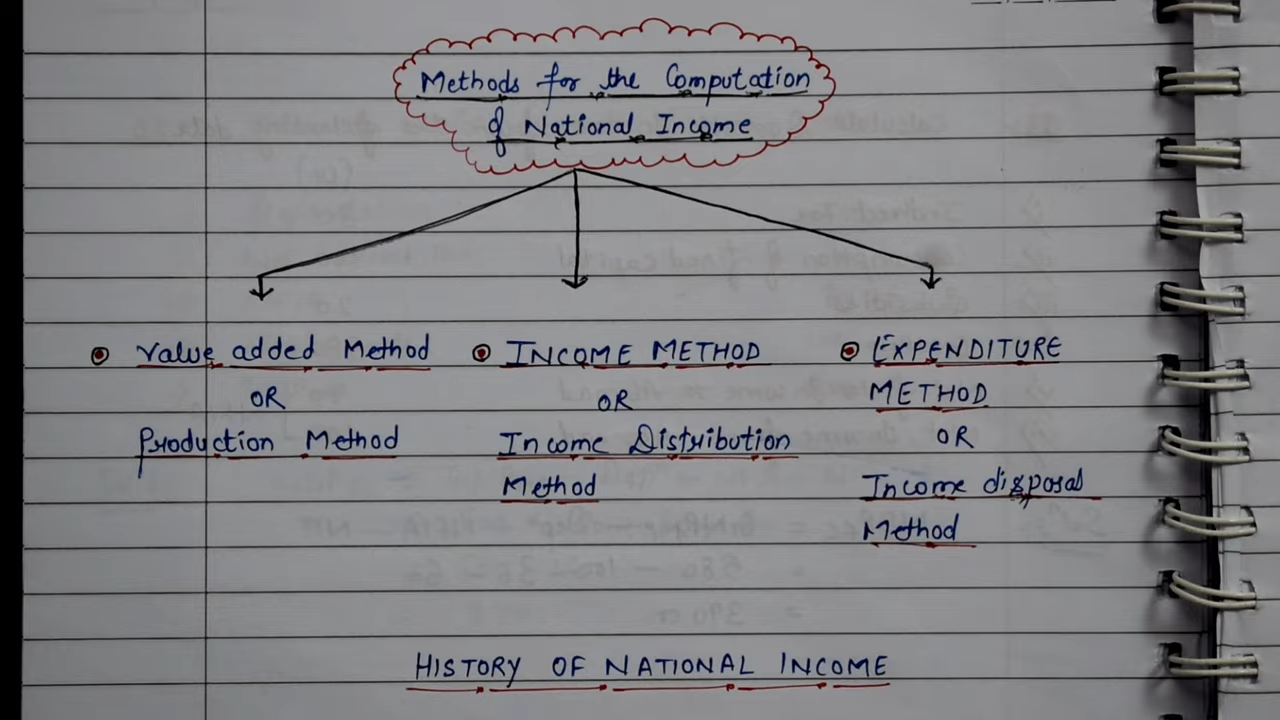 Methods for the Computation
of National Income
Value added Method
OR
Production Method
INCOME METHOD
OR
Income Distribution
Method
EXPENDITURE
METHOD
OR
Income disposal
Method
HISTORY OF NATIONAL INCOME